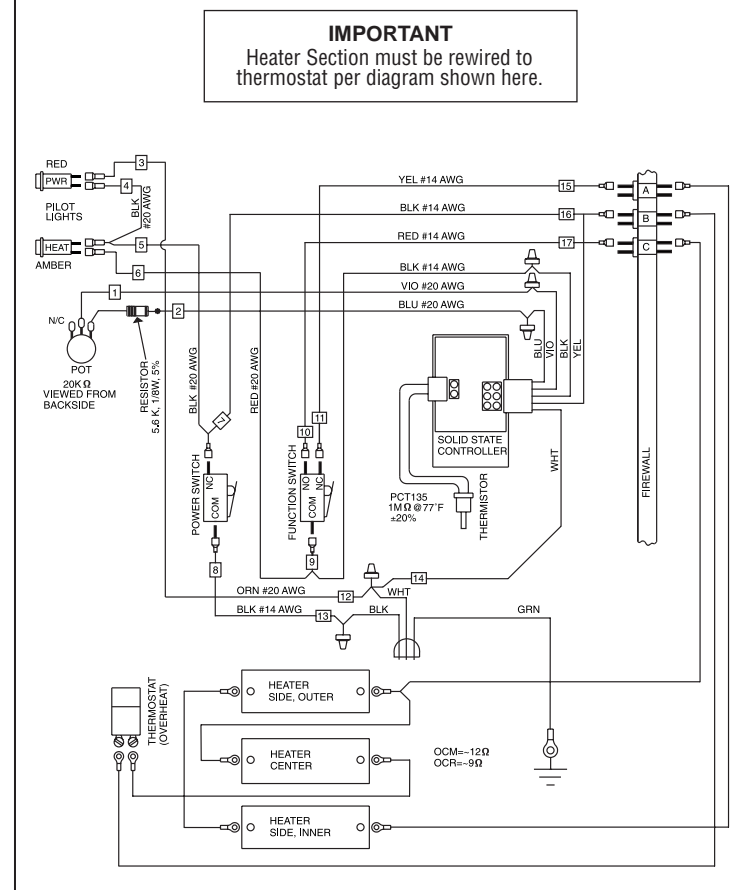 IMPORTANT
Heater Section must be rewired to
thermostat per diagram shown here.
RED
PWR
3
4
PILOT
LIGHTS
BLK
#20 AWG
HEAT
AMBER
5
6
YEL #14 AWG
15
A
BLK #14 AWG
16
B
RED #14 AWG
17
C
BLK #14 AWG
1
VIO #20 AWG
N/C
2
BLU #20 AWG
POT
20K Ω
VIEWED FROM
BACKSIDE
RESISTOR
5.6 K, 1/8W, 5%
BLK #20 AWG
7
RED #20 AWG
10
11
BLU
VIO
BLK
YEL
SOLID STATE
CONTROLLER
WHT
FIREWALL
POWER SWITCH
NC
COM
FUNCTION SWITCH
NO
NC
COM
PCT135
1MΩ@77°F
±20%
THERMISTOR
8
9
14
ORN #20 AWG
12
WHT
BLK #14 AWG
13
BLK
GRN
THERMOSTAT
(OVERHEAT)
HEATER
SIDE, OUTER
HEATER
CENTER
OCM=~12Ω
OCR=~9Ω
HEATER
SIDE, INNER